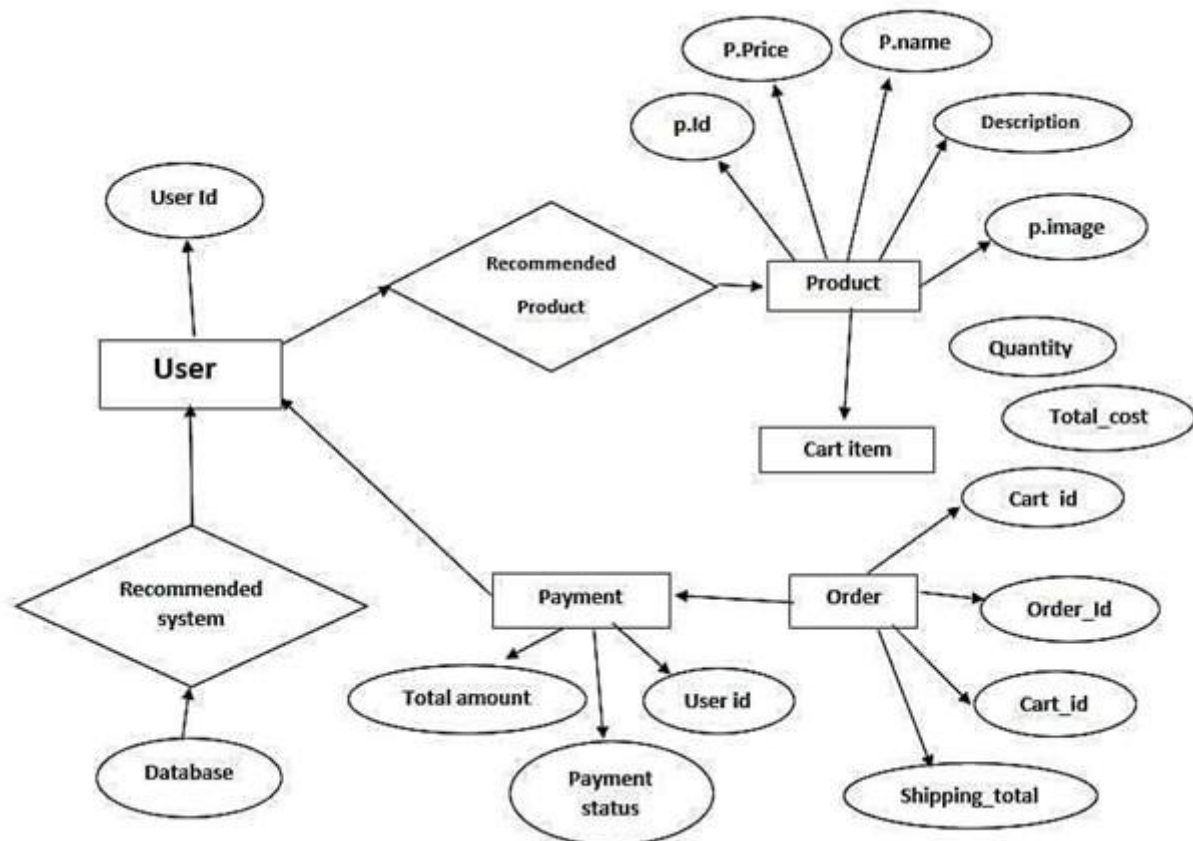 P.Price
P.name
p.Id
Description
User Id
p.image
Recommended
Product
Product
Quantity
User
Total_cost
Cart item
Cart id
Recommended
system
Payment
Order
Order_Id
Total amount
User id
Cart_id
Database
Payment
status
Shipping_total